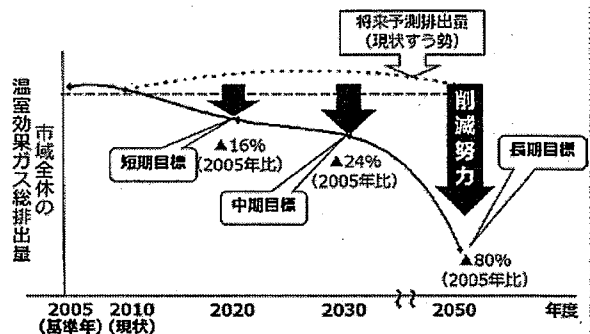 将来予測排出量
(現状すう勢)
市域全体の
温室効果ガス総排出量
削減努力
短期目標
▲16%
(2005年比)
中期目標
▲24%
(2005年比)
長期目標
▲80%
(2005年比)
2005 2010 2020 2030 2050 年度
(基準年) (現状)